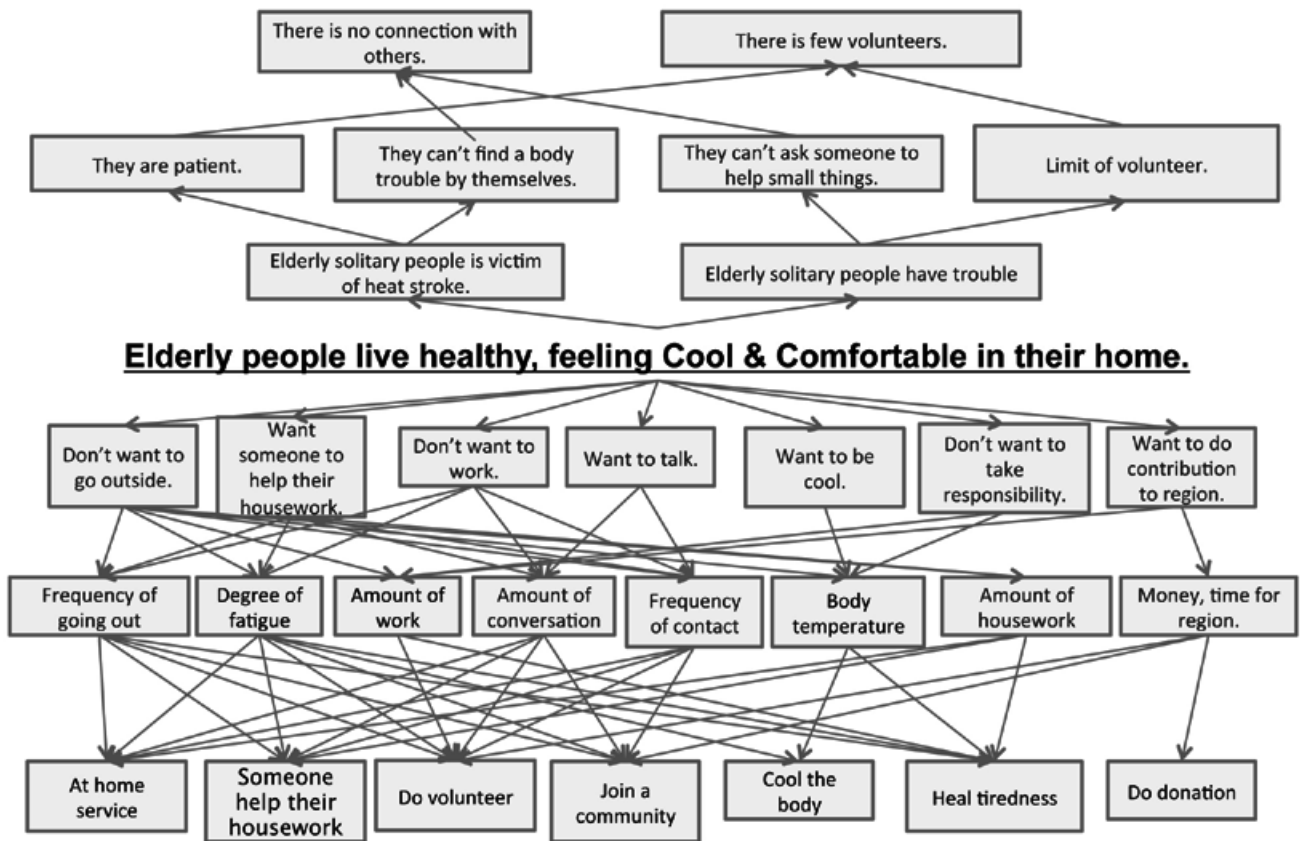 There is no connection with
others.
There is few volunteers.
They are patient.
They can't find a body
trouble by themselves.
They can't ask someone to
help small things.
Limit of volunteer.
Elderly solitary people is victim
of heat stroke.
Elderly solitary people have trouble
Elderly people live healthy, feeling Cool & Comfortable in their home.
Don't want to
go outside.
Want
someone to
help their
housework.
Don't want to
work.
Want to talk.
Want to be
cool.
Don't want to
take
responsibility.
Want to do
contribution
to region.
Frequency of
going out
Degree of
fatigue
Amount of
work
Amount of
conversation
Frequency
of contact
Body
temperature
Amount of
housework
Money, time for
region.
At home
service
Someone
help their
housework
Do volunteer
Join a
community
Cool the
body
Heal tiredness
Do donation